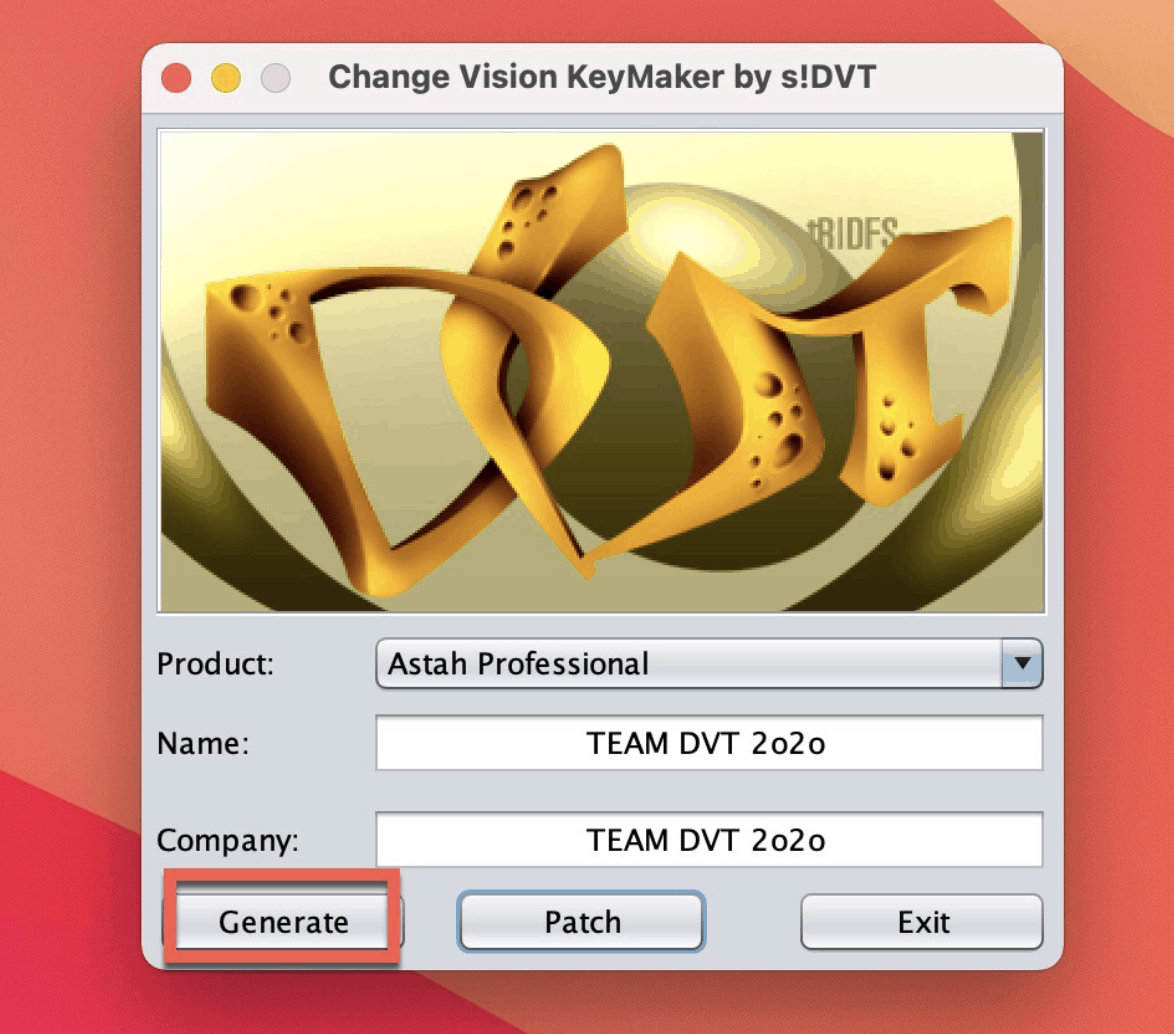 Change Vision KeyMaker by s!DVT
tRIDFS
DVT
Product:
Astah Professional
Name:
TEAM DVT 2o2o
Company:
TEAM DVT 2o2o
Generate
Patch
Exit